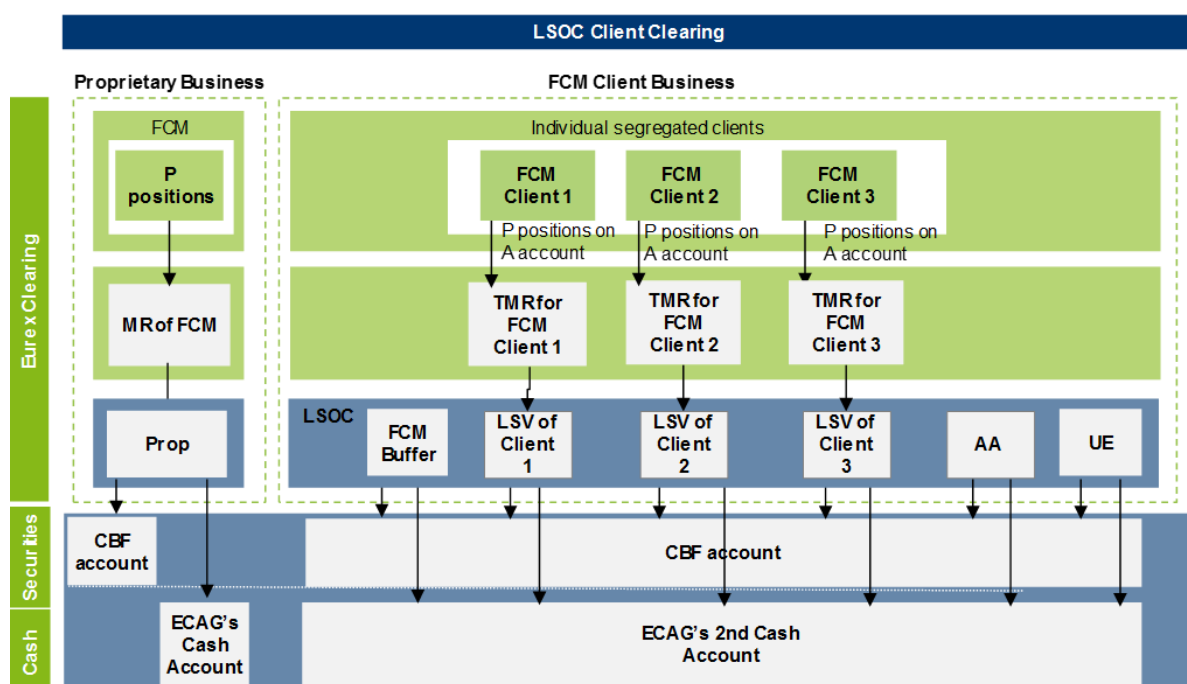 LSOC Client Clearing
Proprietary Business
FCM Client Business
Eurex Clearing
FCM
P
positions
MR of FCM
Prop
Individual segregated clients
FCM
Client 1
FCM
Client 2
FCM
Client 3
P positions on
A account
P positions on
A account
P positions on
A account
TMR for
FCM
Client 1
TMR for
FCM
Client 2
TMR for
FCM
Client 3
LSOC
FCM
Buffer
LSV of
Client
1
LSV of
Client
2
LSV of
Client
3
AA
UE
Securities
CBF
account
CBF account
Cash
ECAG's
Cash
Account
ECAG's 2nd Cash
Account